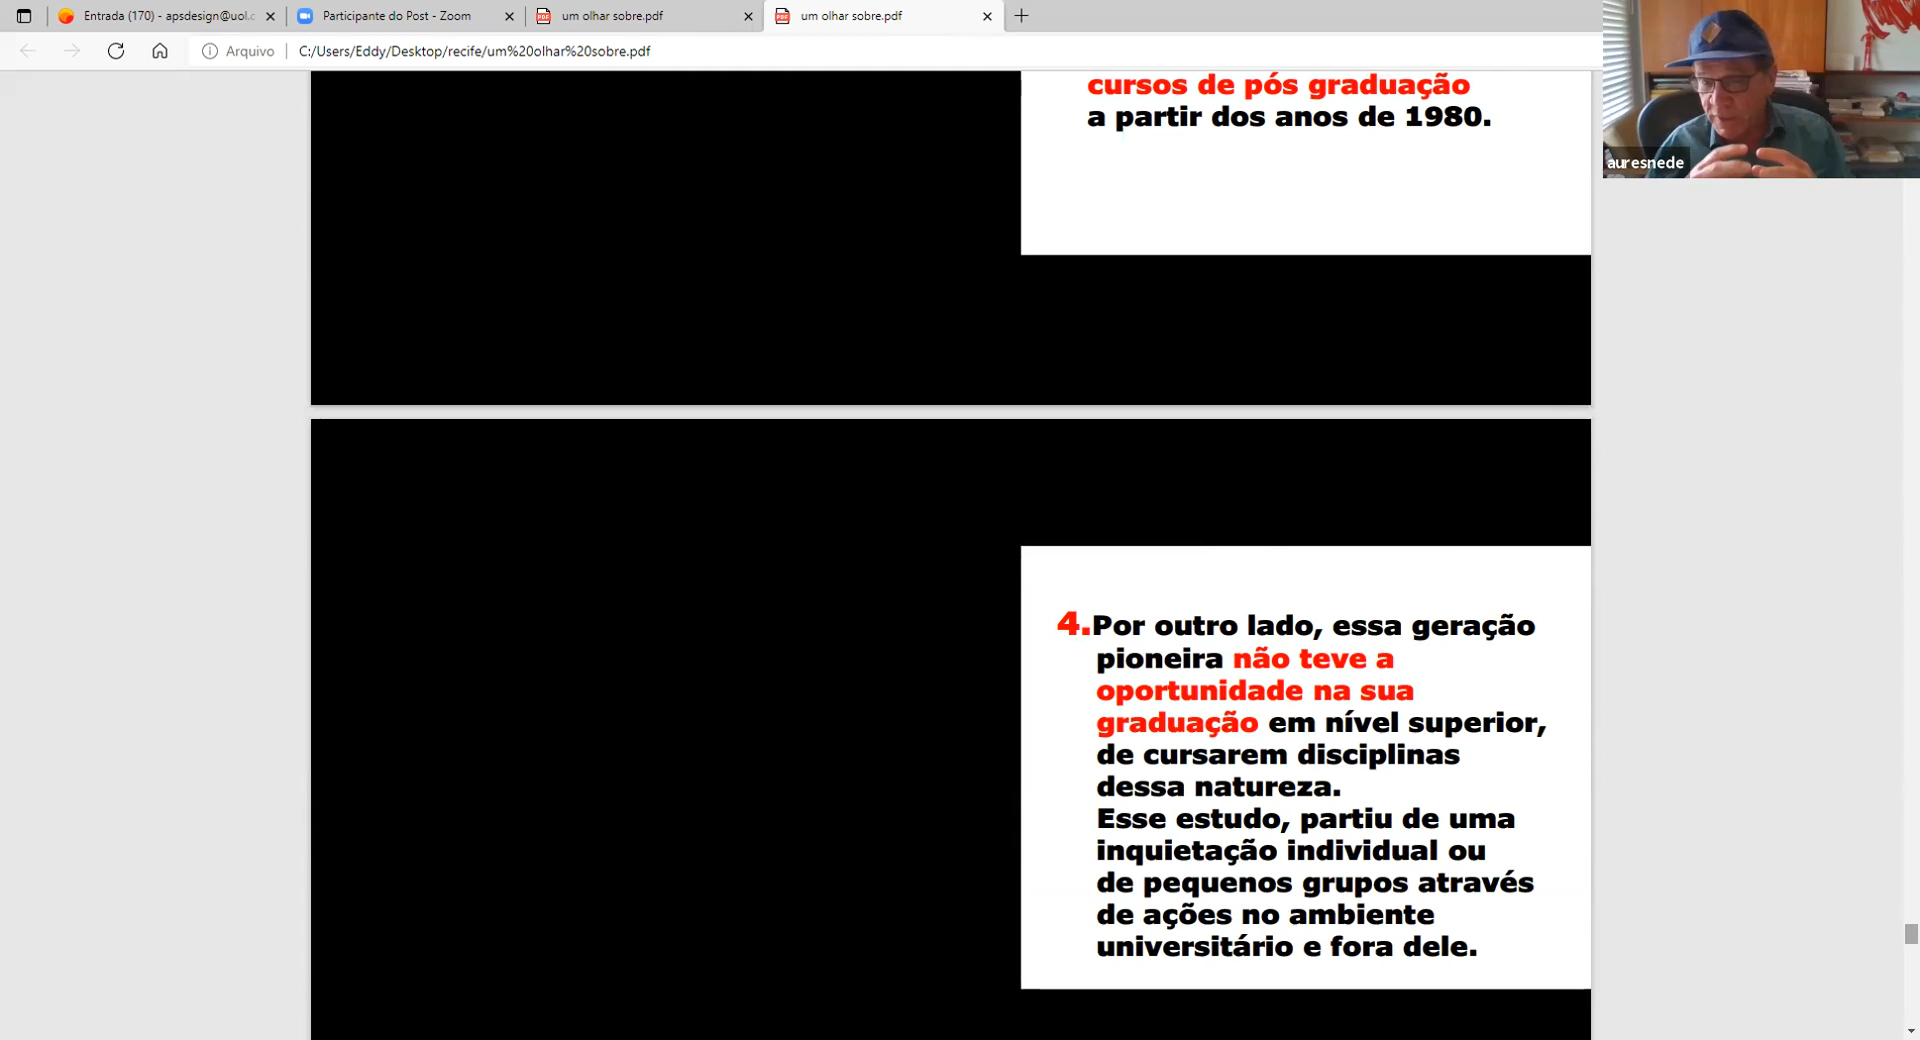 Entrada (170) - apsdesign@uol.c
Participante do Post - Zoom
um olhar sobre.pdf
um olhar sobre.pdf
Arquivo
C:/Users/Eddy/Desktop/recife/um%20olhar%20sobre.pdf
auresnede
cursos de pós graduação
a partir dos anos de 1980.
4.Por outro lado, essa geração
pioneira não teve a
oportunidade na sua
graduação em nível superior,
de cursarem disciplinas
dessa natureza.
Esse estudo, partiu de uma
inquietação individual ou
de pequenos grupos através
de ações no ambiente
universitário e fora dele.